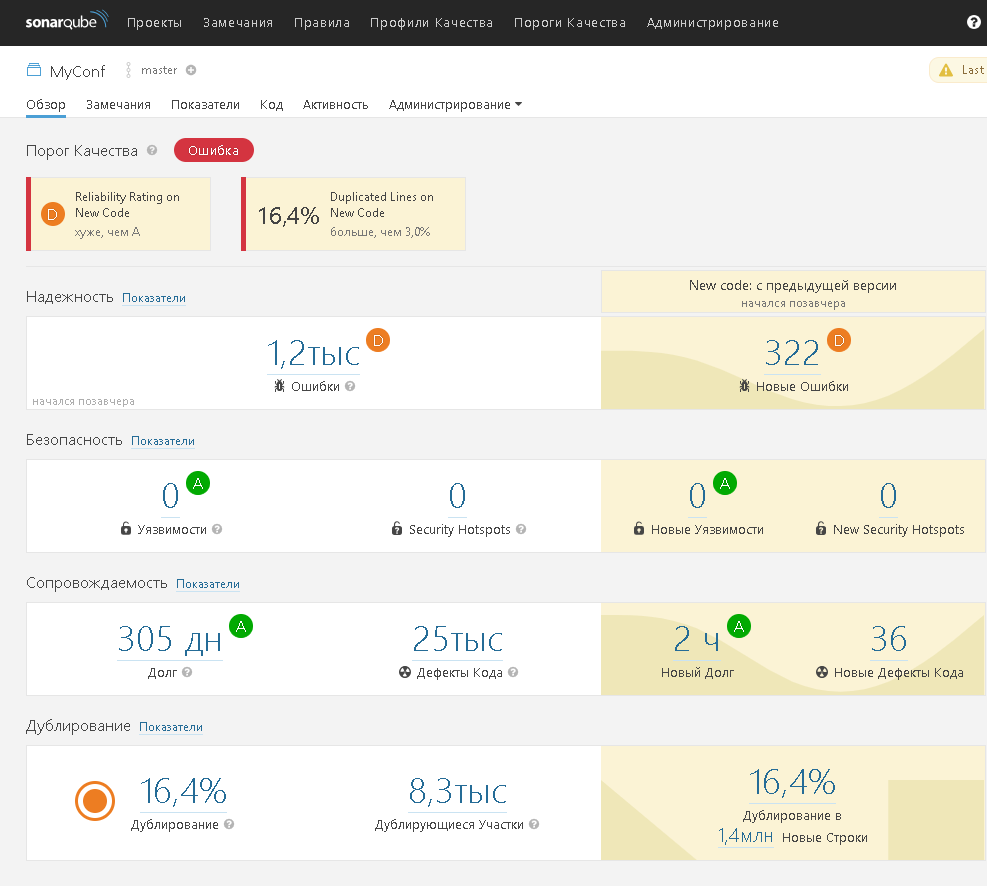 sonarqube Проекты Замечания Правила Профили Качества Пороги Качества Администрирование ?
MyConf master Last
Обзор Замечания Показатели Код Активность Администрирование
Порог Качества ? Ошибка
D Reliability Rating on
New Code
хуже, чем A
16,4% Duplicated Lines on
New Code
больше, чем 3,0%
Надежность Показатели
New code: с предыдущей версии
начался позавчера
1,2тыс D
Ошибки ?
начался позавчера
322 D
Новые Ошибки
Безопасность Показатели
0 A
Уязвимости ?
0
Security Hotspots ?
0 A
Новые Уязвимости
0
New Security Hotspots
Сопровождаемость Показатели
305 дн A
Долг ?
25тыс
Дефекты Кода ?
2 ч A
Новый Долг
36
Новые Дефекты Кода
Дублирование Показатели
16,4%
Дублирование ?
8,3тыс
Дублирующиеся Участки ?
16,4%
Дублирование в
1,4млн Новые Строки